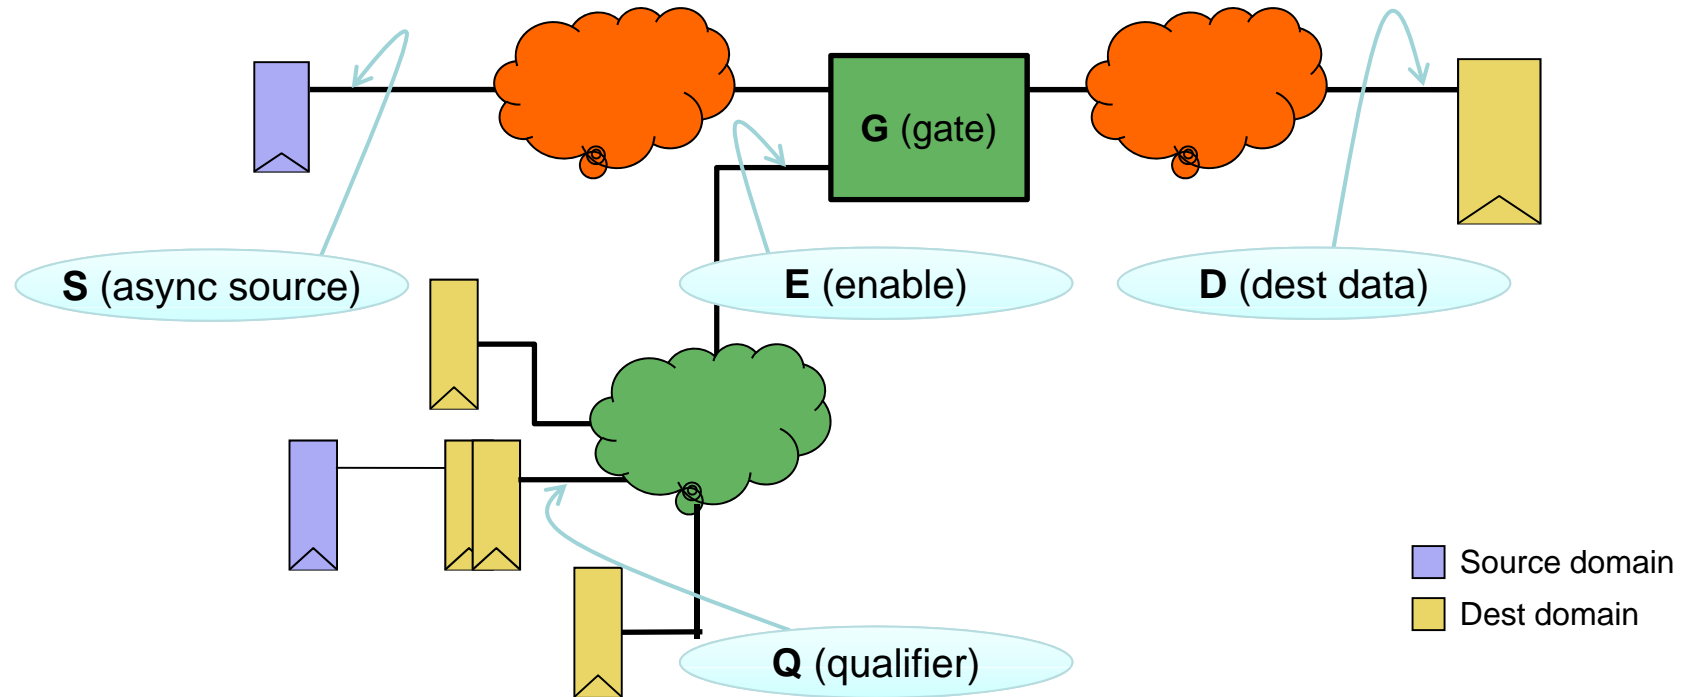 G (gate)
S (async source)
E (enable)
D (dest data)
Source domain
Dest domain
Q (qualifier)